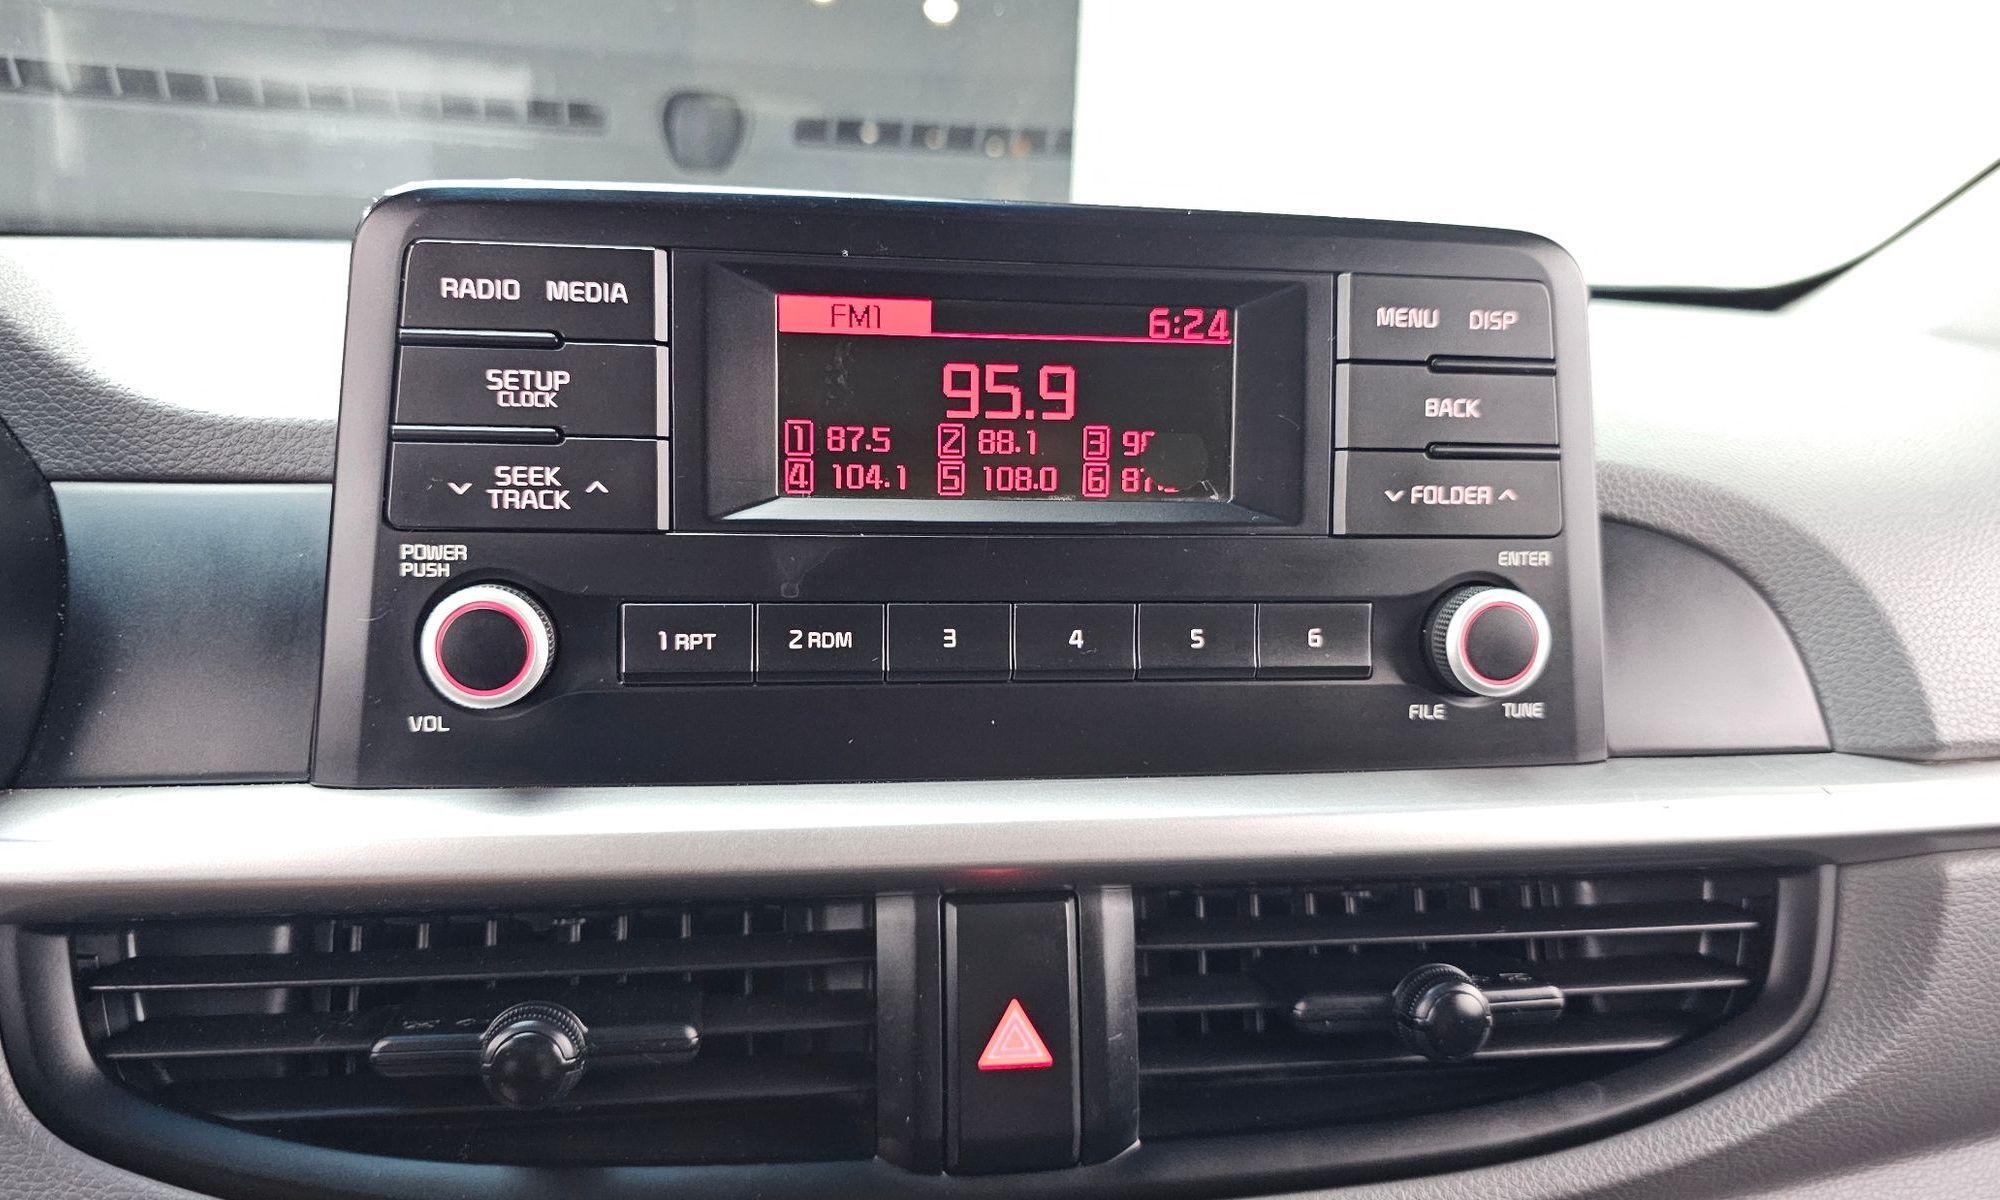 RADIO MEDIA
SETUP
CLOCK
SEEK
TRACK
FM1 6:24
95.9
1 87.5 2 88.1 3
4 104.1 5 108.0 6
MENU DISP
BACK
FOLDER
POWER
PUSH
VOL
1 RPT 2 RDM 3 4 5 6
ENTER
FILE TUNE